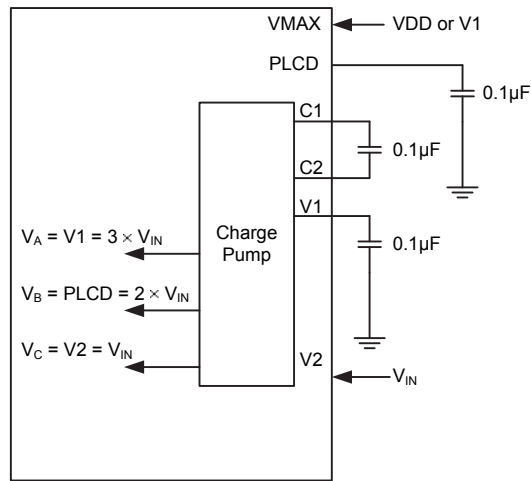 VMAX
VDD or V1
PLCD
0.1µF
C1
0.1µF
C2
V1
Charge
Pump
0.1µF
V_A = V1 = 3 × V_IN
V_B = PLCD = 2 × V_IN
V_C = V2 = V_IN
V2
V_IN